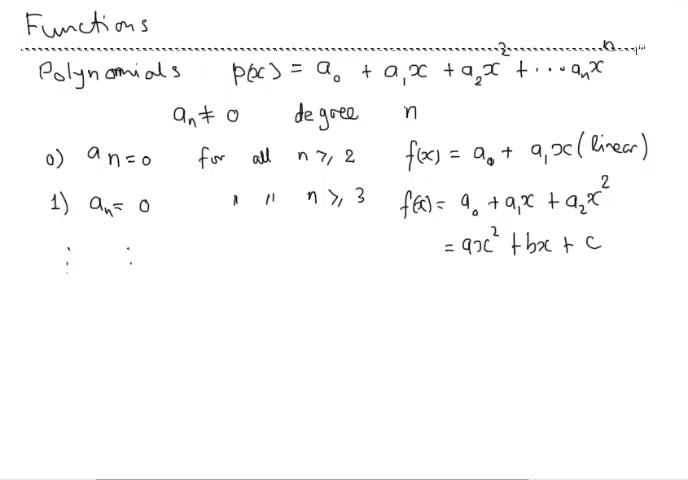 Functions
Polynomials p(x) = a₀ + a₁x + a₂x² + ... aₙxⁿ
aₙ ≠ 0 degree n
0) aₙ = 0 for all n ≥ 2 f(x) = a₀ + a₁x (linear)
1) aₙ = 0 " " n ≥ 3 f(x) = a₀ + a₁x + a₂x²
⋮ ⋮ = ax² + bx + c